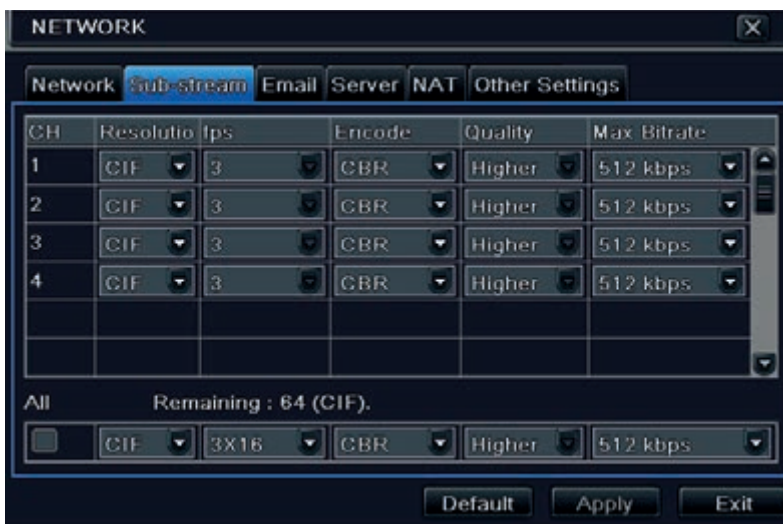 NETWORK
Network Sub-stream Email Server NAT Other Settings
CH Resolutio fps Encode Quality Max Bitrate
1 CIF 3 CBR Higher 512 kbps
2 CIF 3 CBR Higher 512 kbps
3 CIF 3 CBR Higher 512 kbps
4 CIF 3 CBR Higher 512 kbps
All Remaining : 64 (CIF).
CIF 3X16 CBR Higher 512 kbps
Default Apply Exit